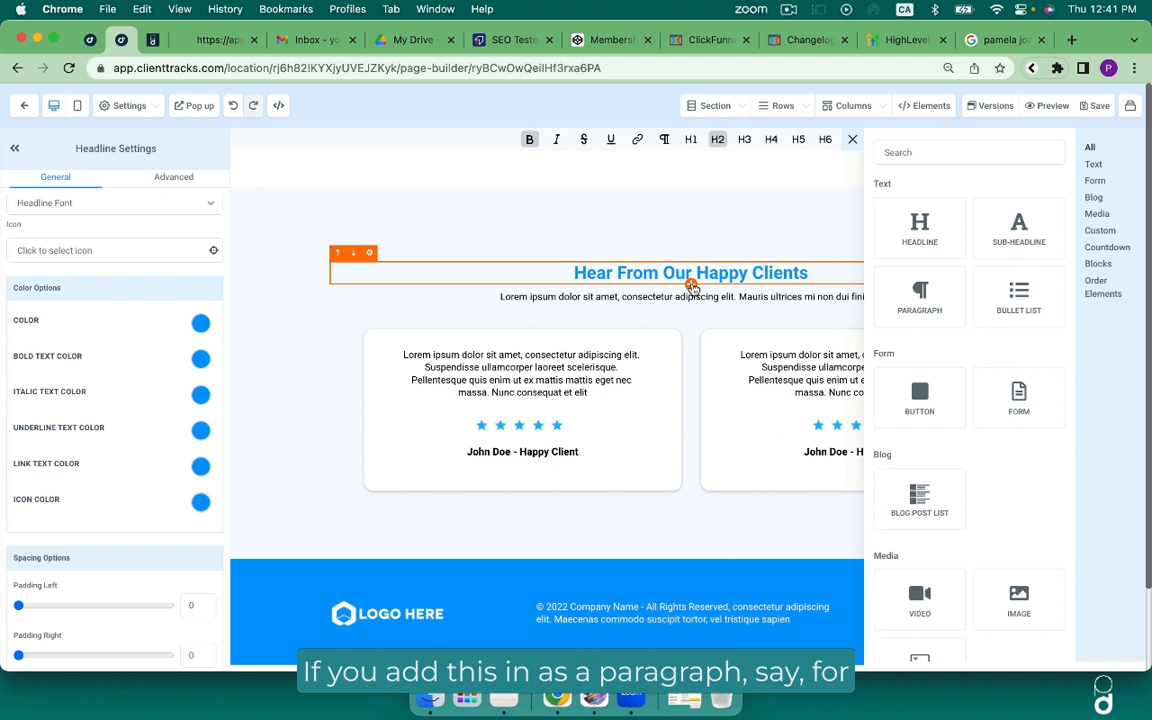 Chrome File Edit View History Bookmarks Profiles Tab Window Help zoom CA Thu 12:41 PM
https://app Inbox - yo My Drive - SEO Teste Members ClickFunne Changelog HighLevel pamela jo
app.clienttracks.com/location/rj6h82IKYXjyUVEJZKyk/page-builder/ryBCwOwQeilHf3rxa6PA P
Settings Pop up Section Rows Columns Elements Versions Preview Save
Headline Settings
General Advanced
B I S U H1 H2 H3 H4 H5 H6
Headline Font
Icon
Click to select icon
Color Options
COLOR
BOLD TEXT COLOR
ITALIC TEXT COLOR
UNDERLINE TEXT COLOR
LINK TEXT COLOR
ICON COLOR
Spacing Options
Padding Left
0
Padding Right
0
Hear From Our Happy Clients
Lorem ipsum dolor sit amet, consectetur adipiscing elit. Mauris ultrices mi non dui fini
Lorem ipsum dolor sit amet, consectetur adipiscing elit.
Suspendisse ullamcorper laoreet scelerisque.
Pellentesque quis enim ut ex mattis mattis eget nec
massa. Nunc consequat et elit
John Doe - Happy Client
Lorem ipsum dolor sit amet, c
Suspendisse ullamcorpe
Pellentesque quis enim ut e
massa. Nunc co
John Doe - H
LOGO HERE
© 2022 Company Name - All Rights Reserved, consectetur adipiscing
elit. Maecenas commodo suscipit tortor, vel tristique sapien
Search
Text
H A
HEADLINE SUB-HEADLINE
PARAGRAPH BULLET LIST
Form
BUTTON FORM
Blog
BLOG POST LIST
Media
VIDEO IMAGE
All
Text
Form
Blog
Media
Custom
Countdown
Blocks
Order
Elements
If you add this in as a paragraph, say, for
zoom